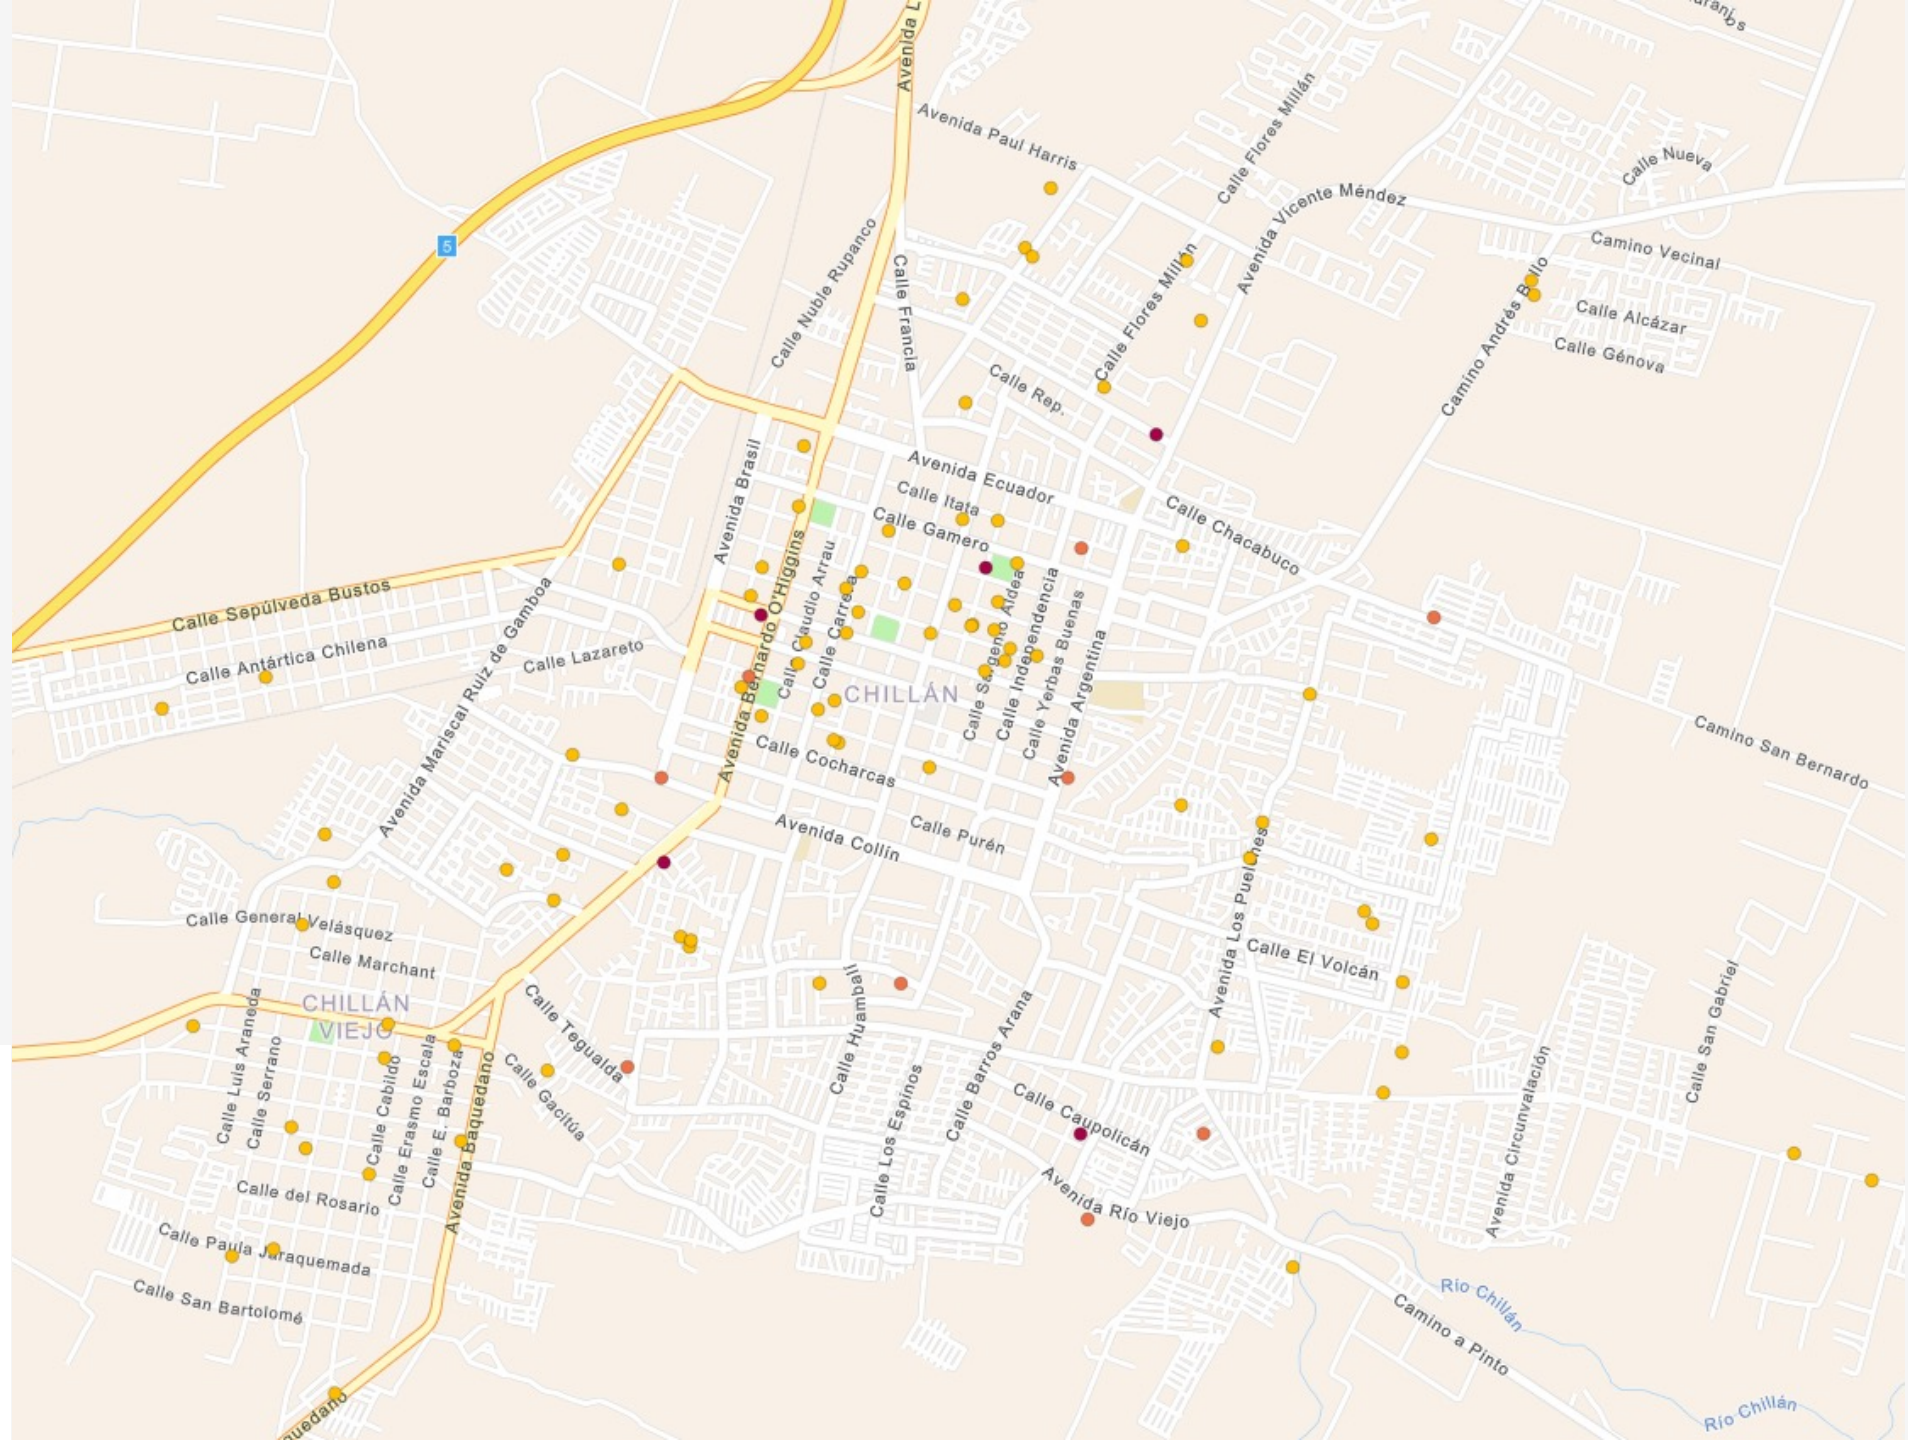 Avenida L
Avenida Paul Harris
Calle Flores Millán
Calle Nueva
Avenida Vicente Méndez
Camino Vecinal
5
Calle Nuble Rupanco
Calle Francia
Calle Flores Millán
Camino Andrés B llo
Calle Alcázar
Calle Génova
Calle Rep.
Avenida Brasil
Avenida Ecuador
Calle Itata
Calle Gamero
Calle Chacabuco
Calle Sepúlveda Bustos
Calle Antártica Chilena
Calle Lazareto
Avenida Mariscal Ruiz de Gamboa
Avenida Bernardo O'Higgins
Calle Claudio Arrau
Calle Carrera
Calle Sargento Aldea
Calle Independencia
Calle Yerbas Buenas
Avenida Argentina
CHILLÁN
Calle Cocharcas
Camino San Bernardo
Avenida Collín
Calle Purén
Avenida Los Puelches
Calle General Velásquez
Calle Marchant
Calle El Volcán
CHILLÁN
VIEJO
Calle Tegualda
Calle Huambalí
Calle Barros Arana
Calle San Gabriel
Calle Luis Araneda
Calle Serrano
Calle Cabildo
Calle Erasmo Escala
Calle E. Barboza
Avenida Baquedano
Calle Gacitúa
Calle Los Espinos
Calle Caupolicán
Avenida Circunvalación
Calle del Rosario
Avenida Río Viejo
Calle Paula Jaraquemada
Calle San Bartolomé
Río Chillán
Camino a Pinto
Río Chillán
quedano